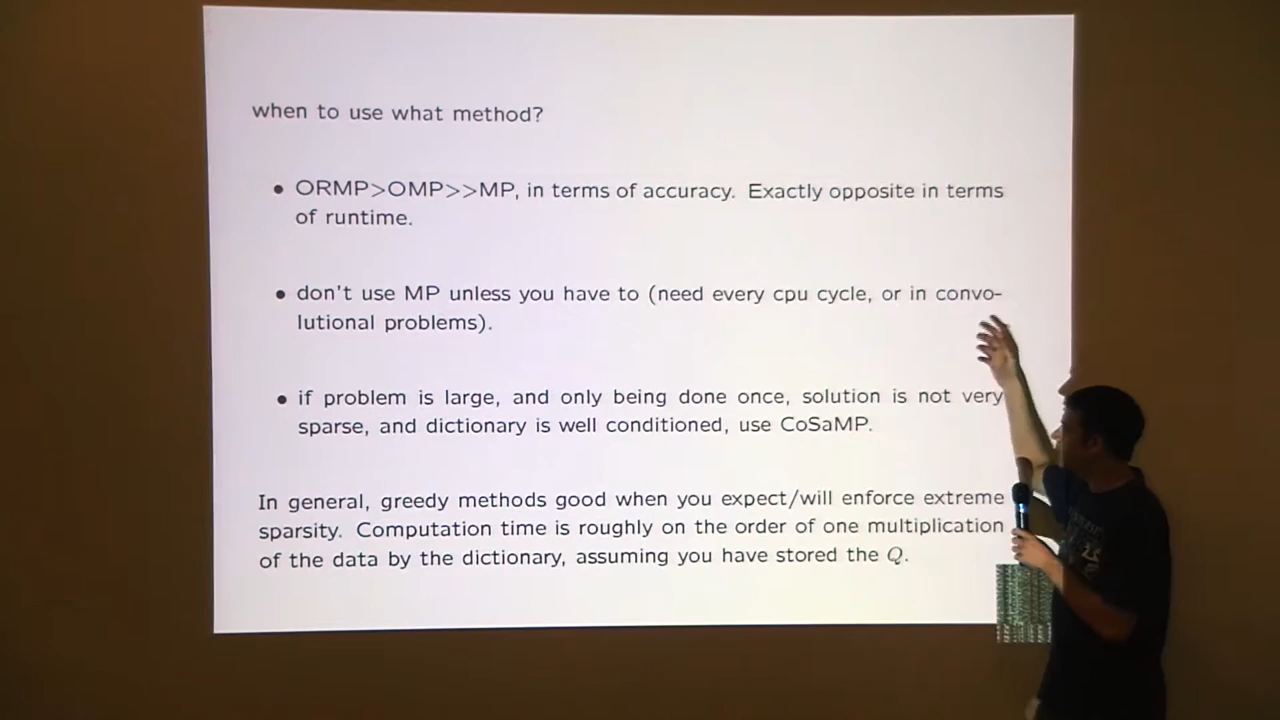 when to use what method?
• ORMP>OMP>>MP, in terms of accuracy. Exactly opposite in terms
of runtime.
• don't use MP unless you have to (need every cpu cycle, or in convo-
lutional problems).
• if problem is large, and only being done once, solution is not very
sparse, and dictionary is well conditioned, use CoSaMP.
In general, greedy methods good when you expect/will enforce extreme
sparsity. Computation time is roughly on the order of one multiplication
of the data by the dictionary, assuming you have stored the Q.